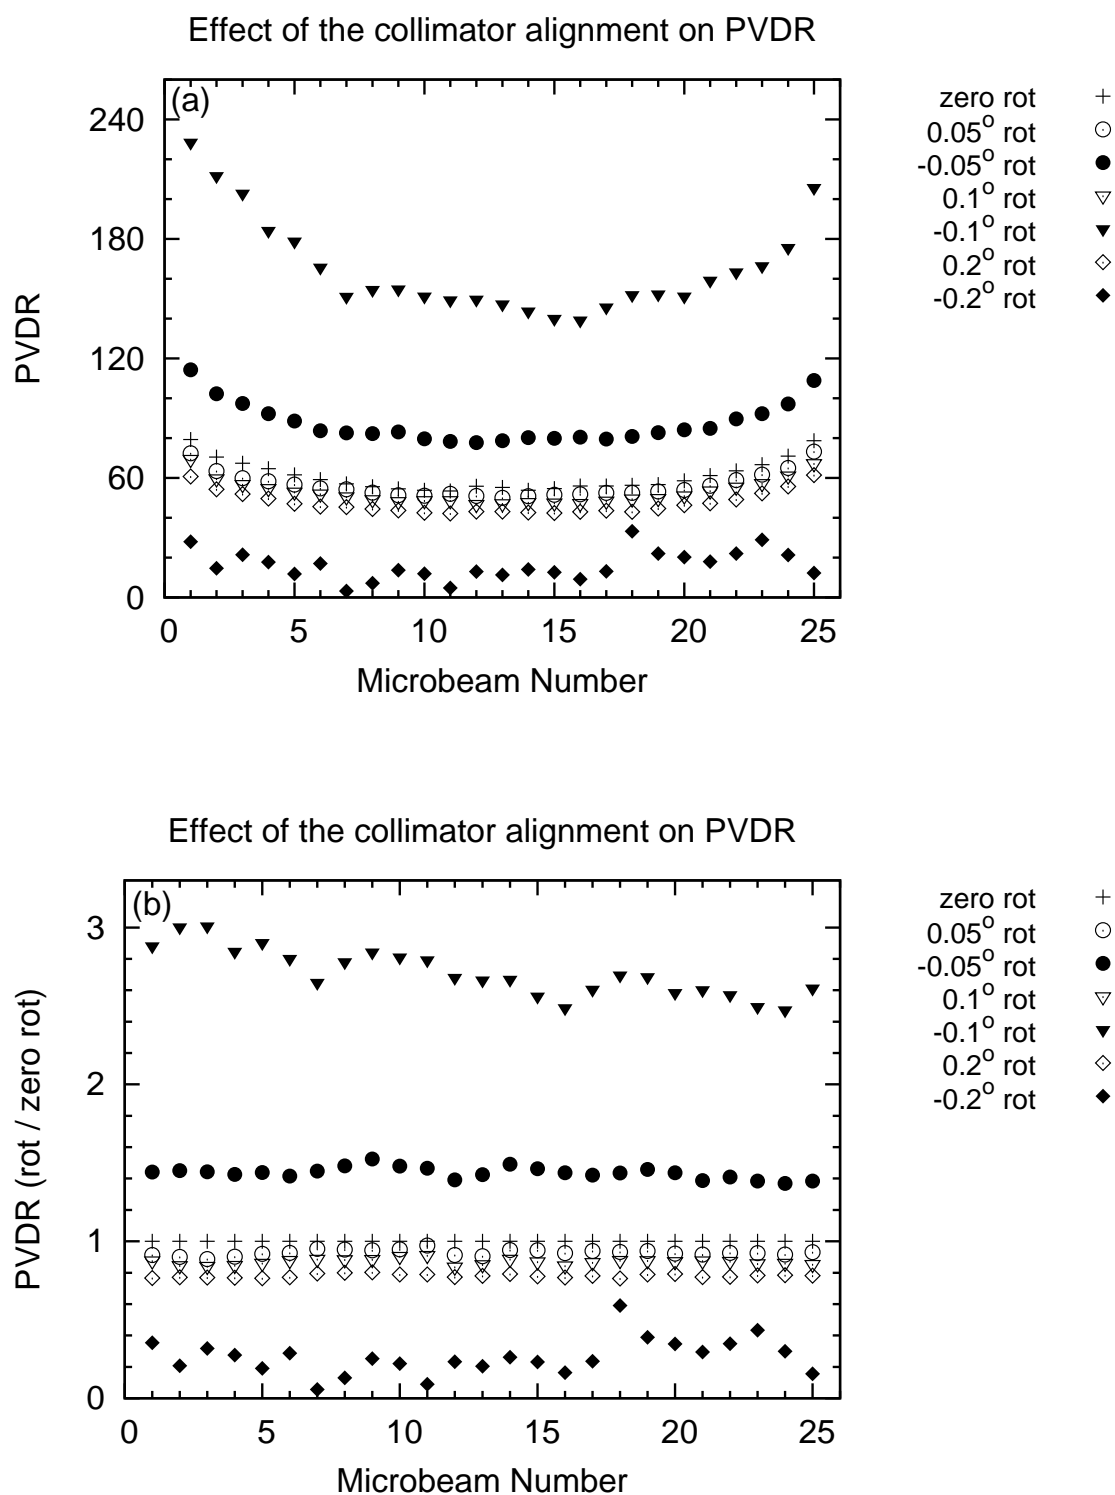 Effect of the collimator alignment on PVDR
(a)
zero rot
0.05° rot
-0.05° rot
0.1° rot
-0.1° rot
0.2° rot
-0.2° rot
240
180
120
60
0
PVDR
0 5 10 15 20 25
Microbeam Number
Effect of the collimator alignment on PVDR
(b)
zero rot
0.05° rot
-0.05° rot
0.1° rot
-0.1° rot
0.2° rot
-0.2° rot
3
2
1
0
PVDR (rot / zero rot)
0 5 10 15 20 25
Microbeam Number